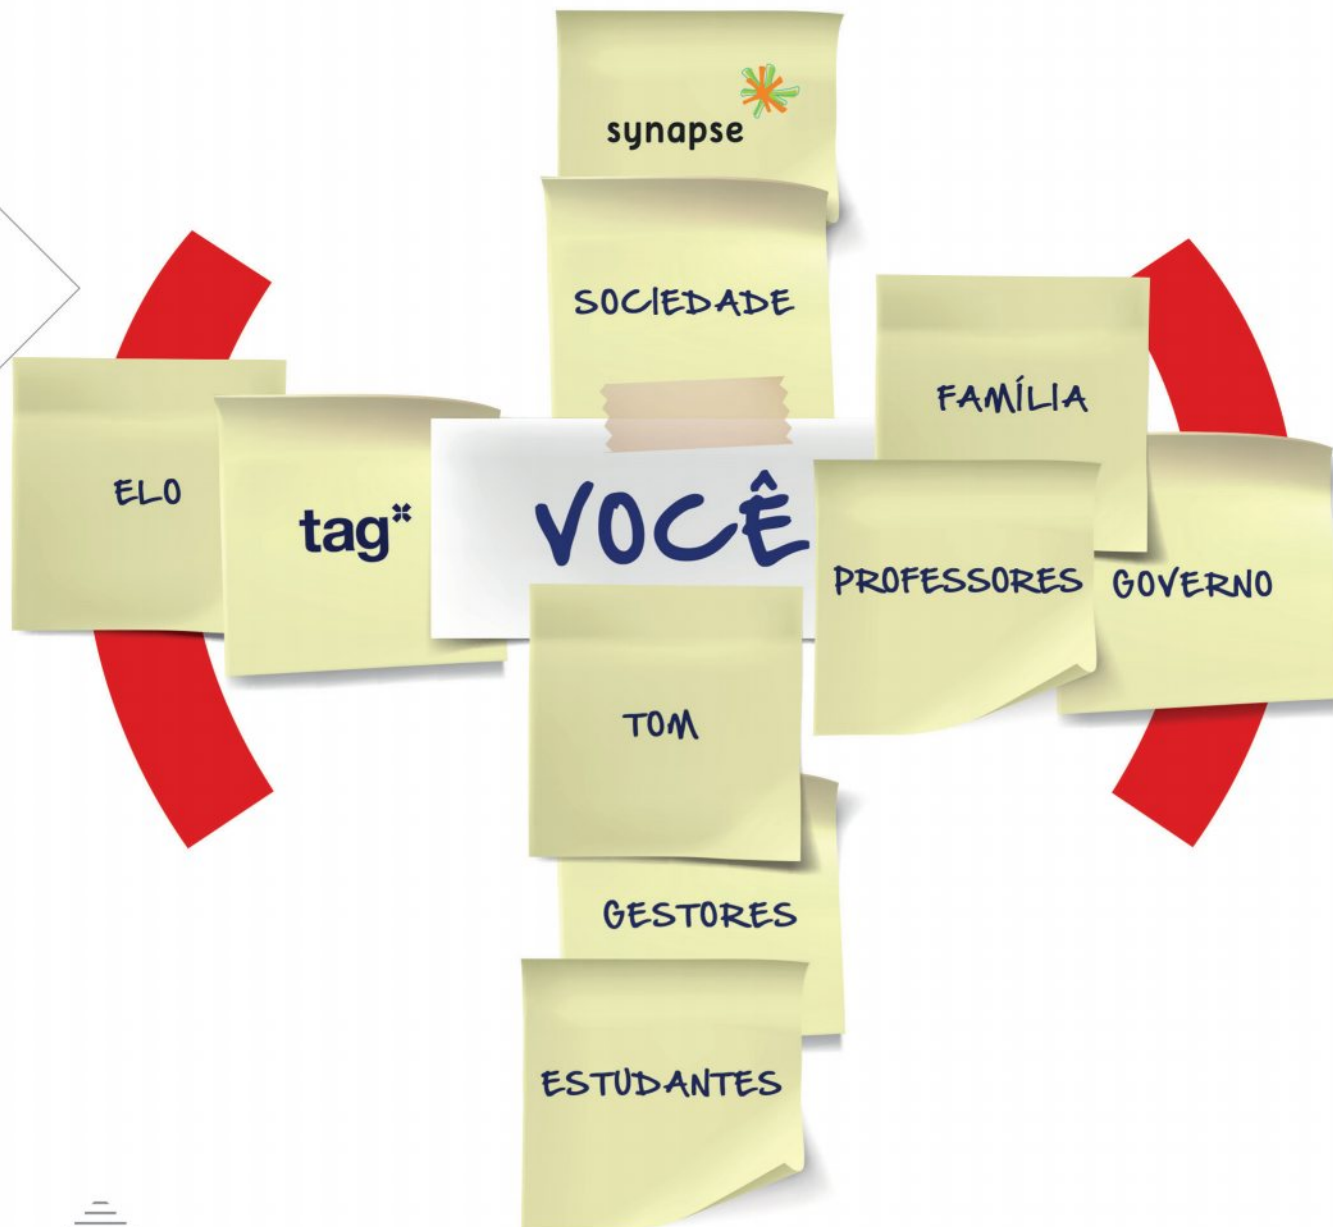 synapse
SOCIEDADE
FAMÍLIA
ELO
tag*
VOCÊ
PROFESSORES
GOVERNO
TOM
GESTORES
ESTUDANTES